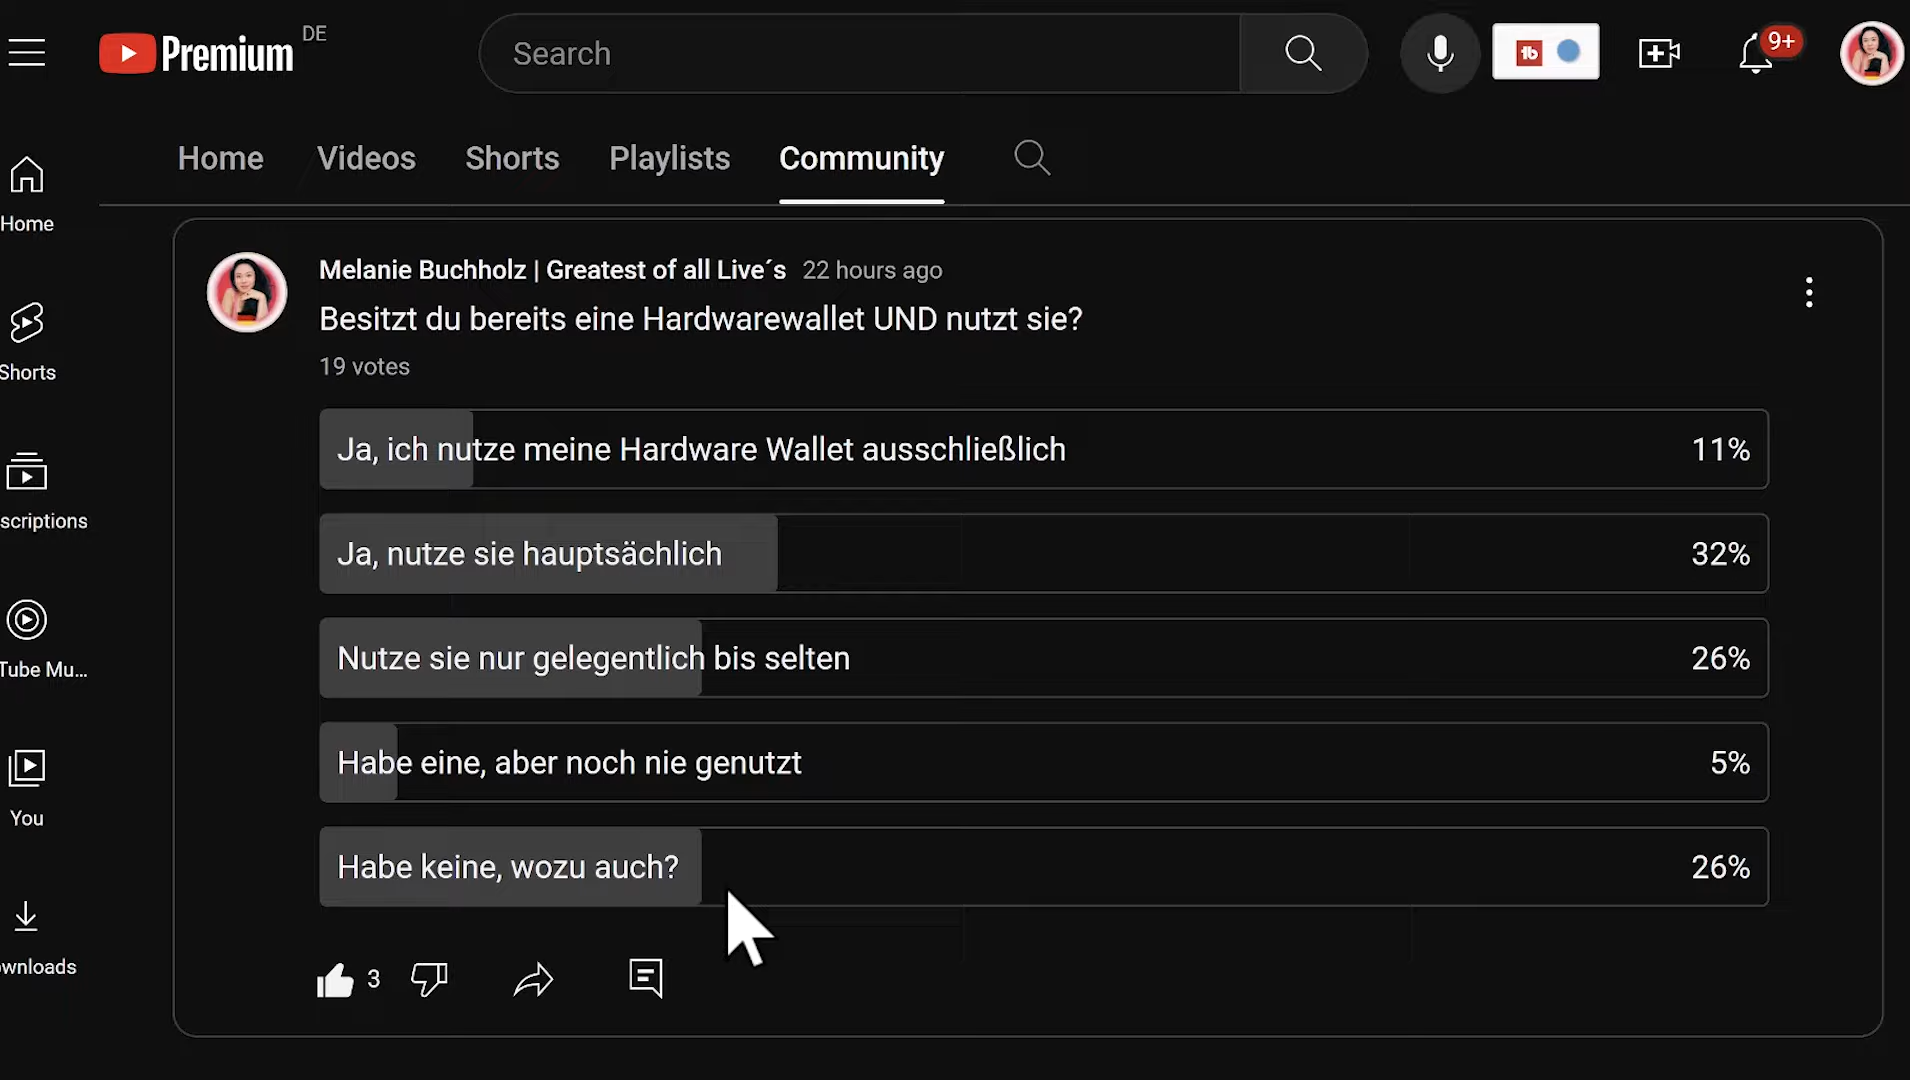 Premium DE
Search
tb
9+
Home Videos Shorts Playlists Community
Home
Shorts
scriptions
Tube Mu...
You
wnloads
Melanie Buchholz | Greatest of all Live´s 22 hours ago
Besitzt du bereits eine Hardwarewallet UND nutzt sie?
19 votes
Ja, ich nutze meine Hardware Wallet ausschließlich 11%
Ja, nutze sie hauptsächlich 32%
Nutze sie nur gelegentlich bis selten 26%
Habe eine, aber noch nie genutzt 5%
Habe keine, wozu auch? 26%
3